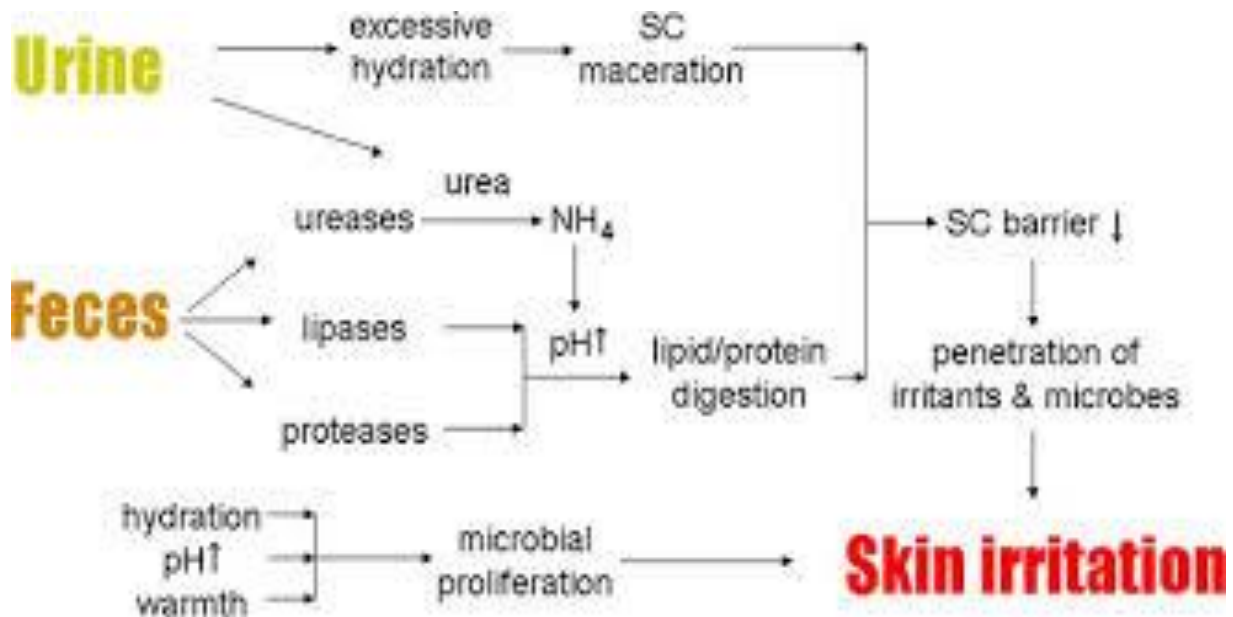 Urine
excessive
hydration
SC
maceration
urea
ureases
NH₄
SC barrier ↓
Feces
lipases
pH↑
lipid/protein
digestion
penetration of
irritants & microbes
proteases
hydration
pH↑
warmth
microbial
proliferation
Skin irritation